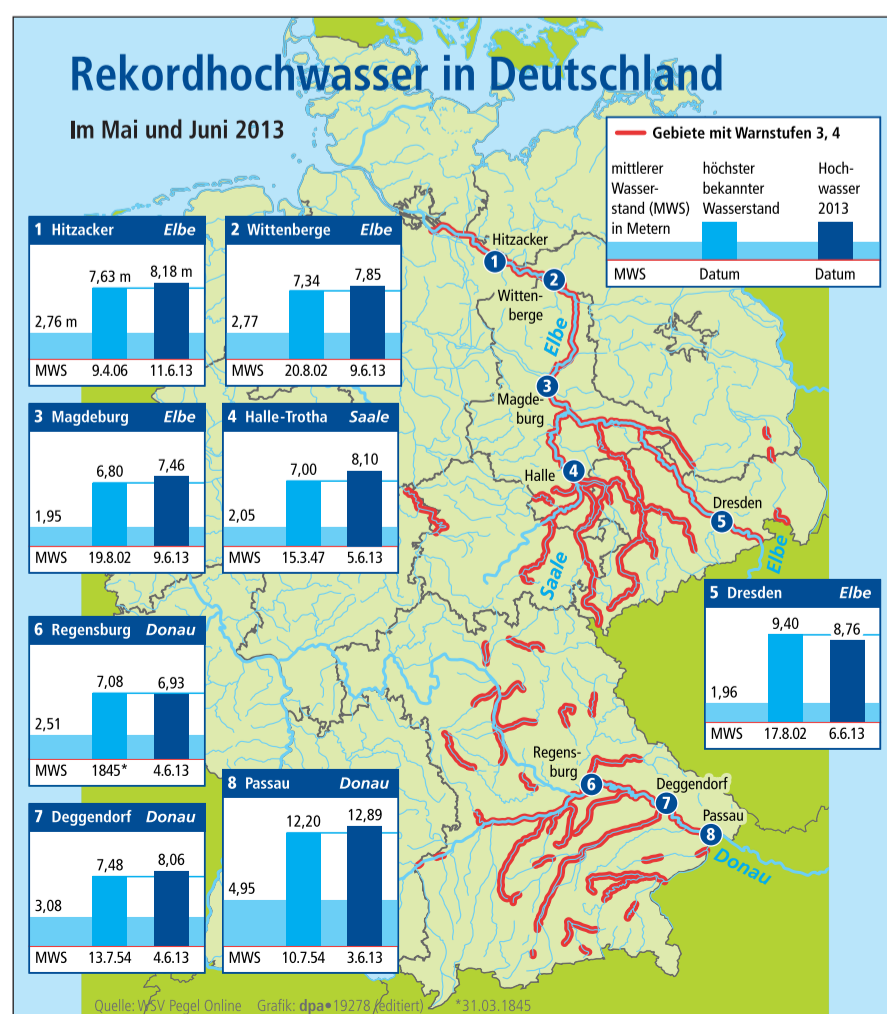 Rekordhochwasser in Deutschland
Im Mai und Juni 2013
Gebiete mit Warnstufen 3, 4
mittlerer
Wasser-
stand (MWS)
in Metern
höchster
bekannter
Wasserstand
Hoch-
wasser
2013
MWS Datum Datum
1 Hitzacker Elbe
7,63 m 8,18 m
2,76 m
MWS 9.4.06 11.6.13
2 Wittenberge Elbe
7,34 7,85
2,77
MWS 20.8.02 9.6.13
3 Magdeburg Elbe
6,80 7,46
1,95
MWS 19.8.02 9.6.13
4 Halle-Trotha Saale
7,00 8,10
2,05
MWS 15.3.47 5.6.13
5 Dresden Elbe
9,40 8,76
1,96
MWS 17.8.02 6.6.13
6 Regensburg Donau
7,08 6,93
2,51
MWS 1845* 4.6.13
7 Deggendorf Donau
7,48 8,06
3,08
MWS 13.7.54 4.6.13
8 Passau Donau
12,20 12,89
4,95
MWS 10.7.54 3.6.13
Hitzacker
1
2
Witten-
berge
Elbe
3
Magde-
burg
Halle
4
Dresden
5
Saale
Elbe
Regens-
burg
6
Deggendorf
7
Passau
8
Donau
Quelle: WSV Pegel Online Grafik: dpa•19278 (editiert) *31.03.1845